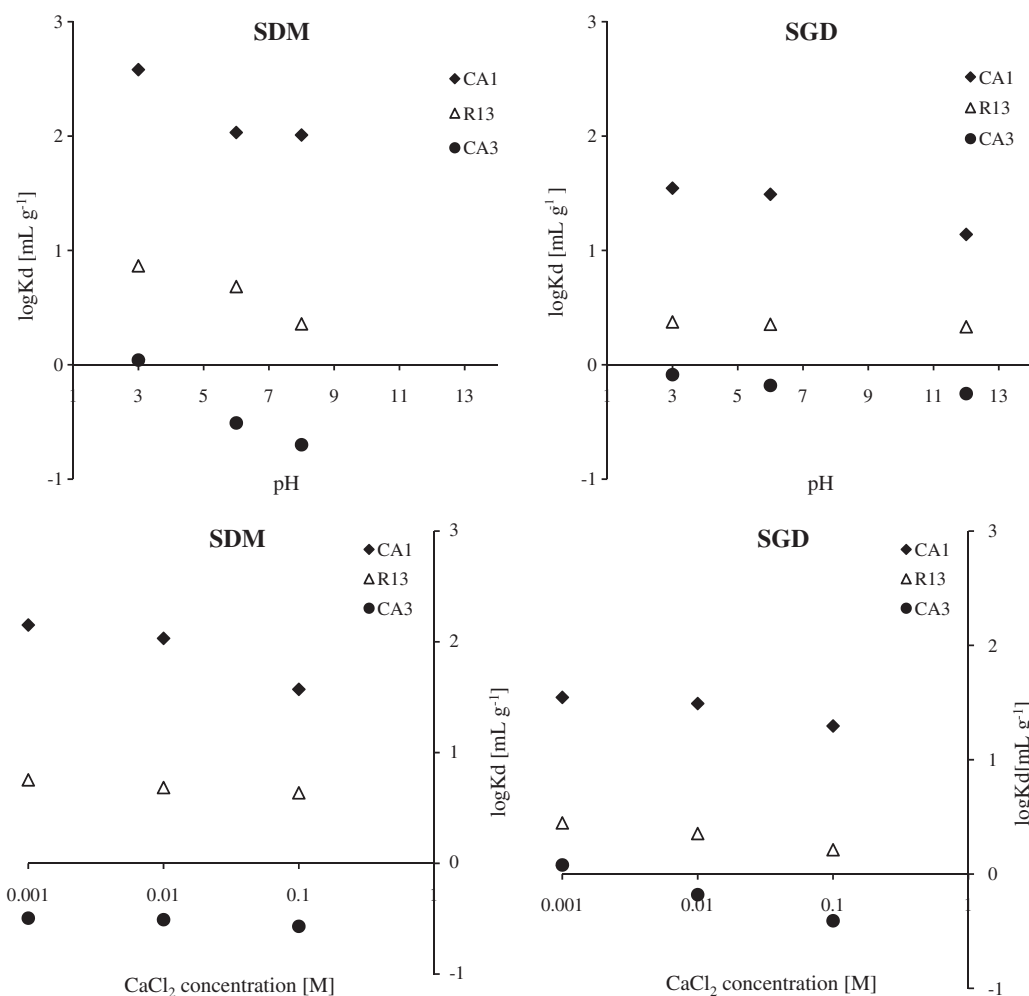 SDM
CA1
R13
CA3
3
2
1
0
-1
logKd [mL g-1]
1 3 5 7 9 11 13
pH
SGD
CA1
R13
CA3
3
2
1
0
-1
logKd [mL g-1]
1 3 5 7 9 11 13
pH
SDM
CA1
R13
CA3
3
2
1
0
-1
logKd [mL g-1]
0.001 0.01 0.1 1
CaCl2 concentration [M]
SGD
CA1
R13
CA3
3
2
1
0
-1
logKd[mL g-1]
0.001 0.01 0.1 1
CaCl2 concentration [M]